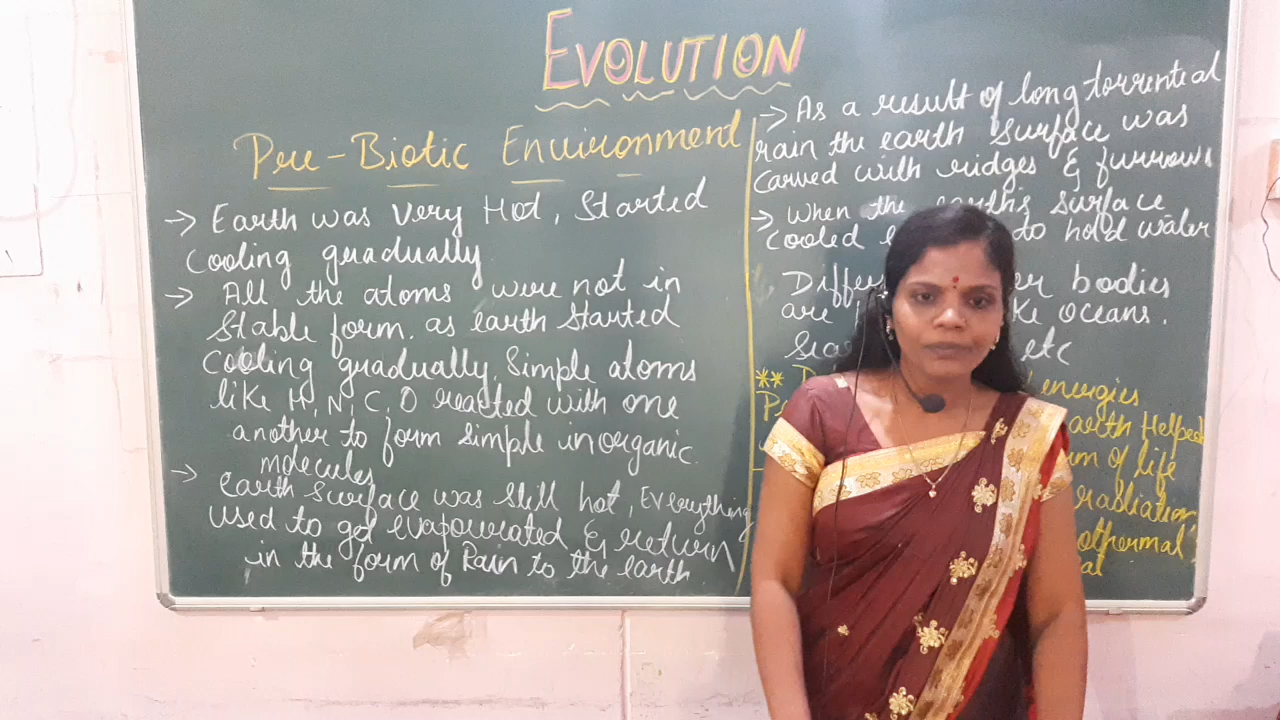 EVOLUTION
Pre-Biotic Environment
→ Earth was very Hot, Started
cooling gradually
→ All the atoms were not in
stable form. as earth started
cooling gradually, simple atoms
like H, N, C, O reacted with one
another to form simple inorganic
molecules
→ earth surface was still hot, Everything
used to get evapourated & return
in the form of Rain to the earth
→ As a result of long torrential
rain the earth surface was
carved with ridges & furrows
→ When the earth's surface
cooled to hold water
bodies
are oceans.
etc
** energies
Helped
of life
radiation,